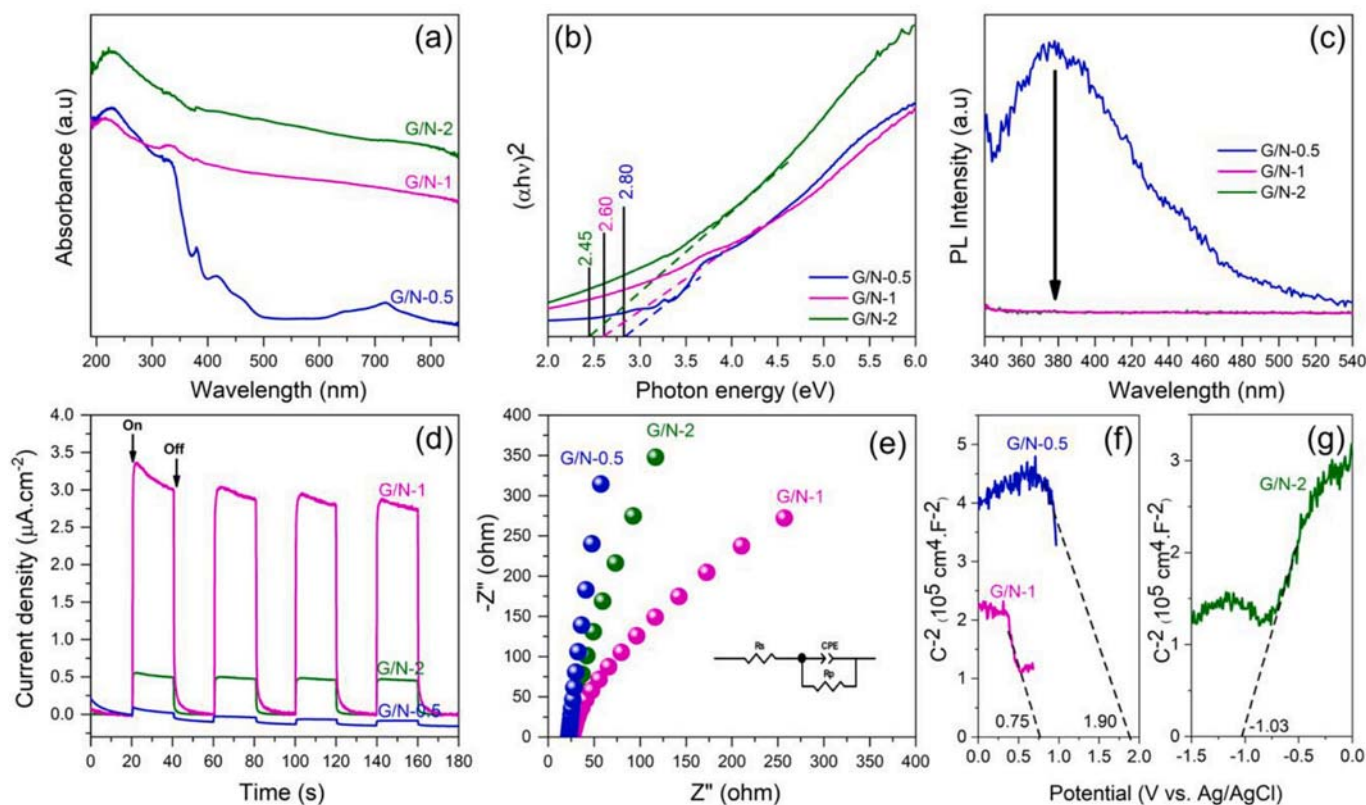 (a)
Absorbance (a.u)
G/N-2
G/N-1
G/N-0.5
200 300 400 500 600 700 800
Wavelength (nm)
(b)
(αhν)²
2.45
2.60
2.80
G/N-0.5
G/N-1
G/N-2
2.0 2.5 3.0 3.5 4.0 4.5 5.0 5.5 6.0
Photon energy (eV)
(c)
PL Intensity (a.u)
G/N-0.5
G/N-1
G/N-2
340 360 380 400 420 440 460 480 500 520 540
Wavelength (nm)
(d)
Current density (µA.cm⁻²)
4.0
3.5
3.0
2.5
2.0
1.5
1.0
0.5
0.0
On
Off
G/N-1
G/N-2
G/N-0.5
0 20 40 60 80 100 120 140 160 180
Time (s)
(e)
-Z" (ohm)
400
350
300
250
200
150
100
50
0
G/N-2
G/N-0.5
G/N-1
Rs
CPE
Rp
0 50 100 150 200 250 300 350 400
Z" (ohm)
(f)
C⁻² (10⁵ cm⁴.F⁻²)
5
4
3
2
1
0
G/N-0.5
G/N-1
0.75
1.90
0.0 0.5 1.0 1.5 2.0
(g)
C⁻² (10⁵ cm⁴.F⁻²)
3
2
1
0
G/N-2
-1.03
-1.5 -1.0 -0.5 0.0
Potential (V vs. Ag/AgCl)